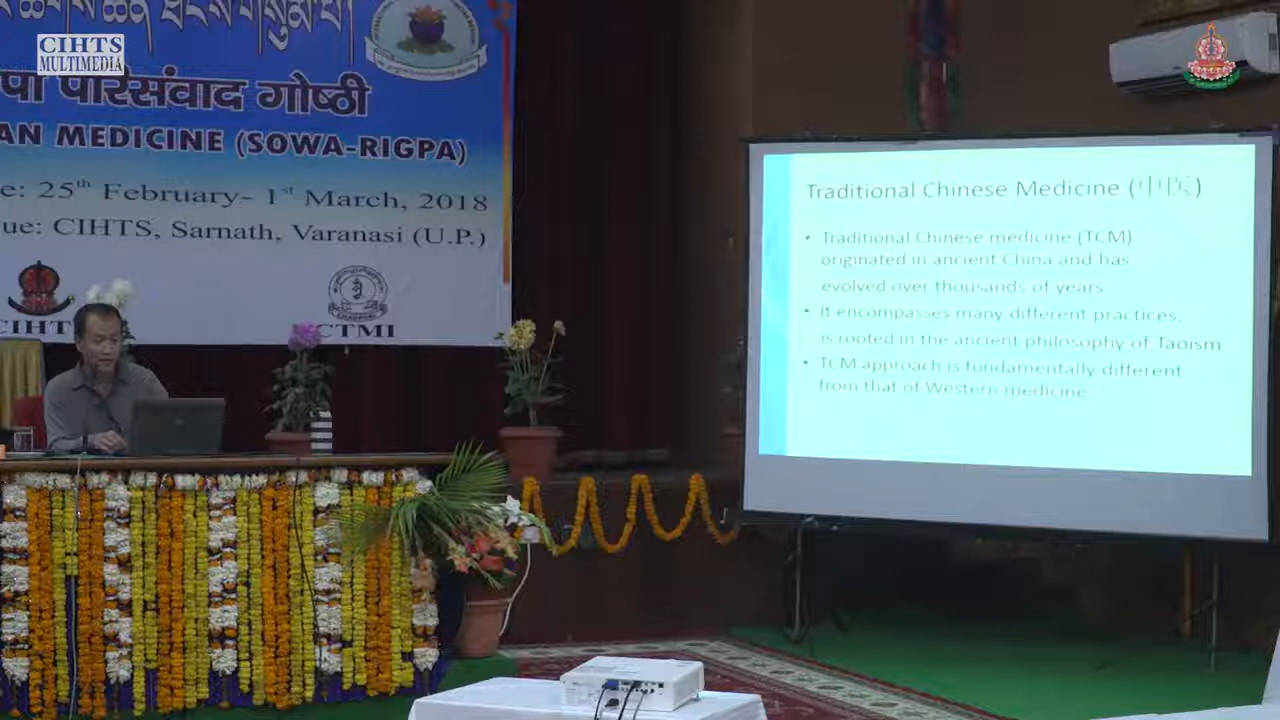 CIHTS
MULTIMEDIA
पा परिसंवाद गोष्ठी
AN MEDICINE (SOWA-RIGPA)
e: 25th February- 1st March, 2018
ue: CIHTS, Sarnath, Varanasi (U.P.)
CIHT
CTMI
Traditional Chinese Medicine (中医)
• Traditional Chinese medicine (TCM)
originated in ancient China and has
evolved over thousands of years
• It encompasses many different practices,
is rooted in the ancient philosophy of Taoism
• TCM approach is fundamentally different
from that of Western medicine